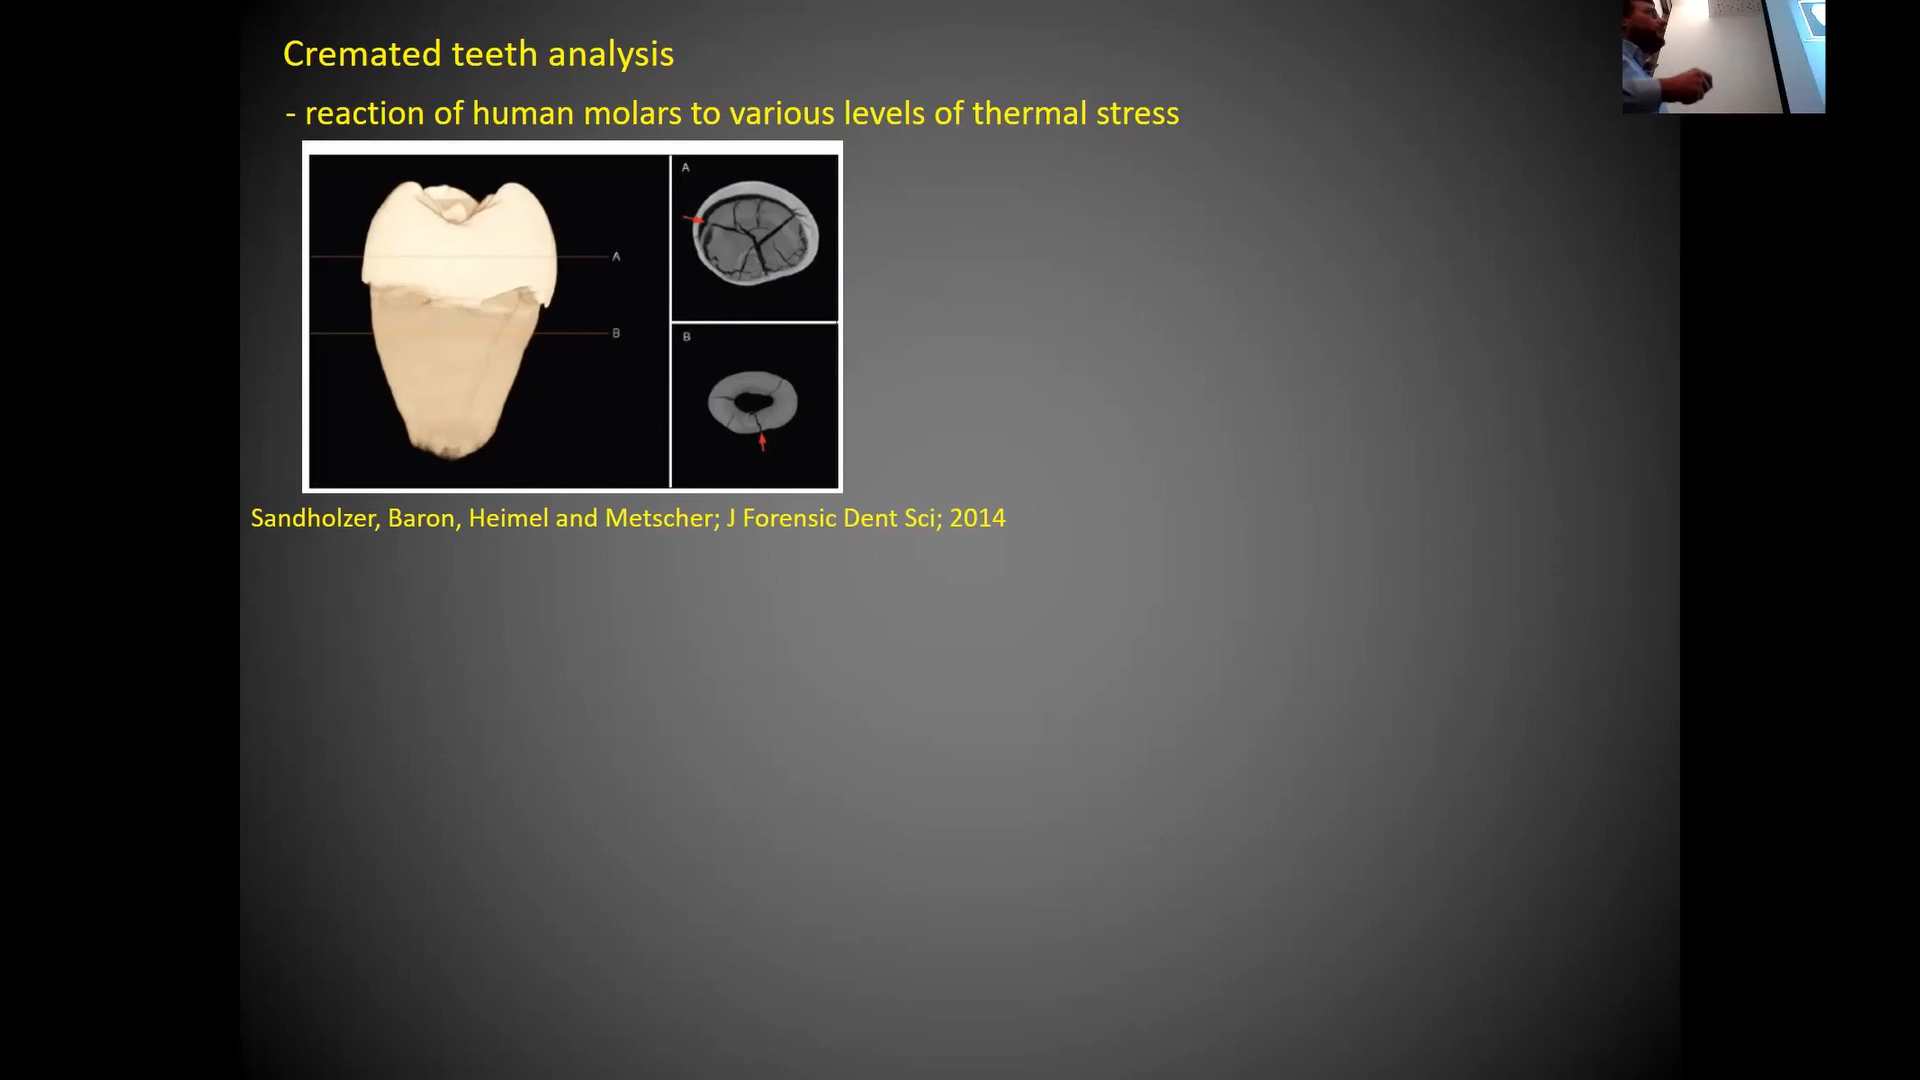 Cremated teeth analysis
- reaction of human molars to various levels of thermal stress
A
A
B
B
Sandholzer, Baron, Heimel and Metscher; J Forensic Dent Sci; 2014